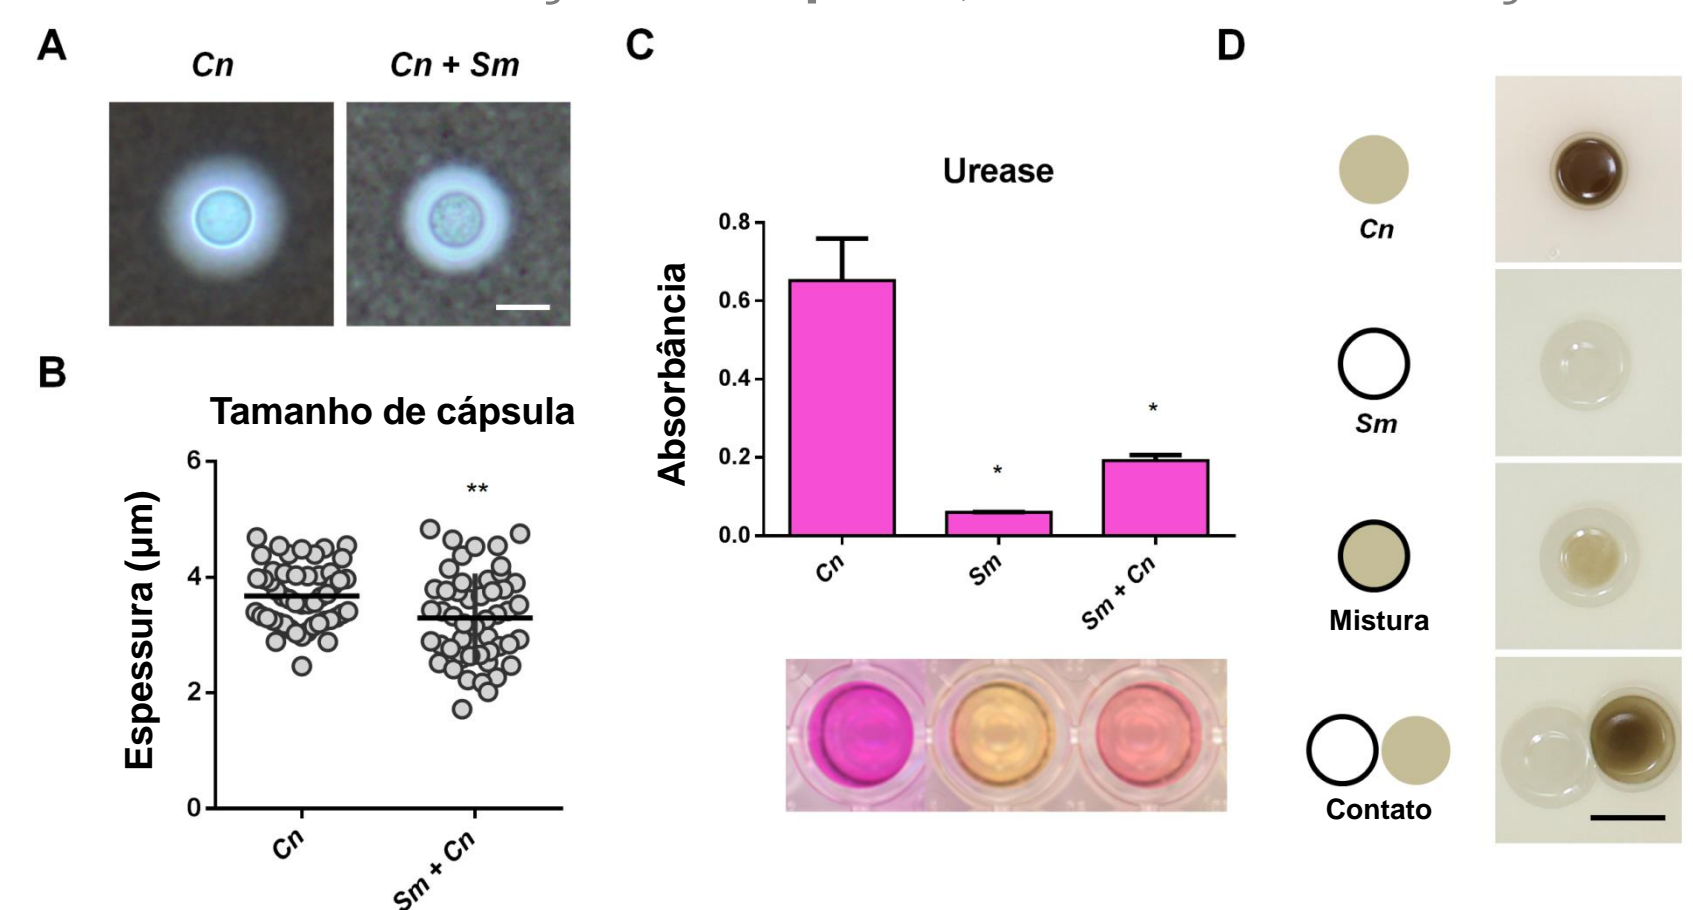 A
Cn
Cn + Sm
B
Tamanho de cápsula
**
6
4
2
0
Espessura (µm)
Cn
Sm + Cn
C
Urease
0.8
0.6
0.4
0.2
0.0
Absorbância
*
*
Cn
Sm
Sm + Cn
D
Cn
Sm
Mistura
Contato